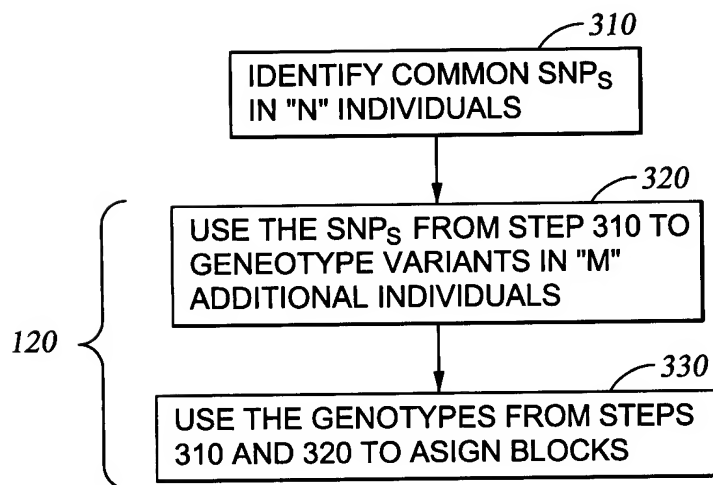 310
IDENTIFY COMMON SNPS
IN "N" INDIVIDUALS
320
USE THE SNPS FROM STEP 310 TO
GENEOTYPE VARIANTS IN "M"
ADDITIONAL INDIVIDUALS
120
330
USE THE GENOTYPES FROM STEPS
310 AND 320 TO ASIGN BLOCKS